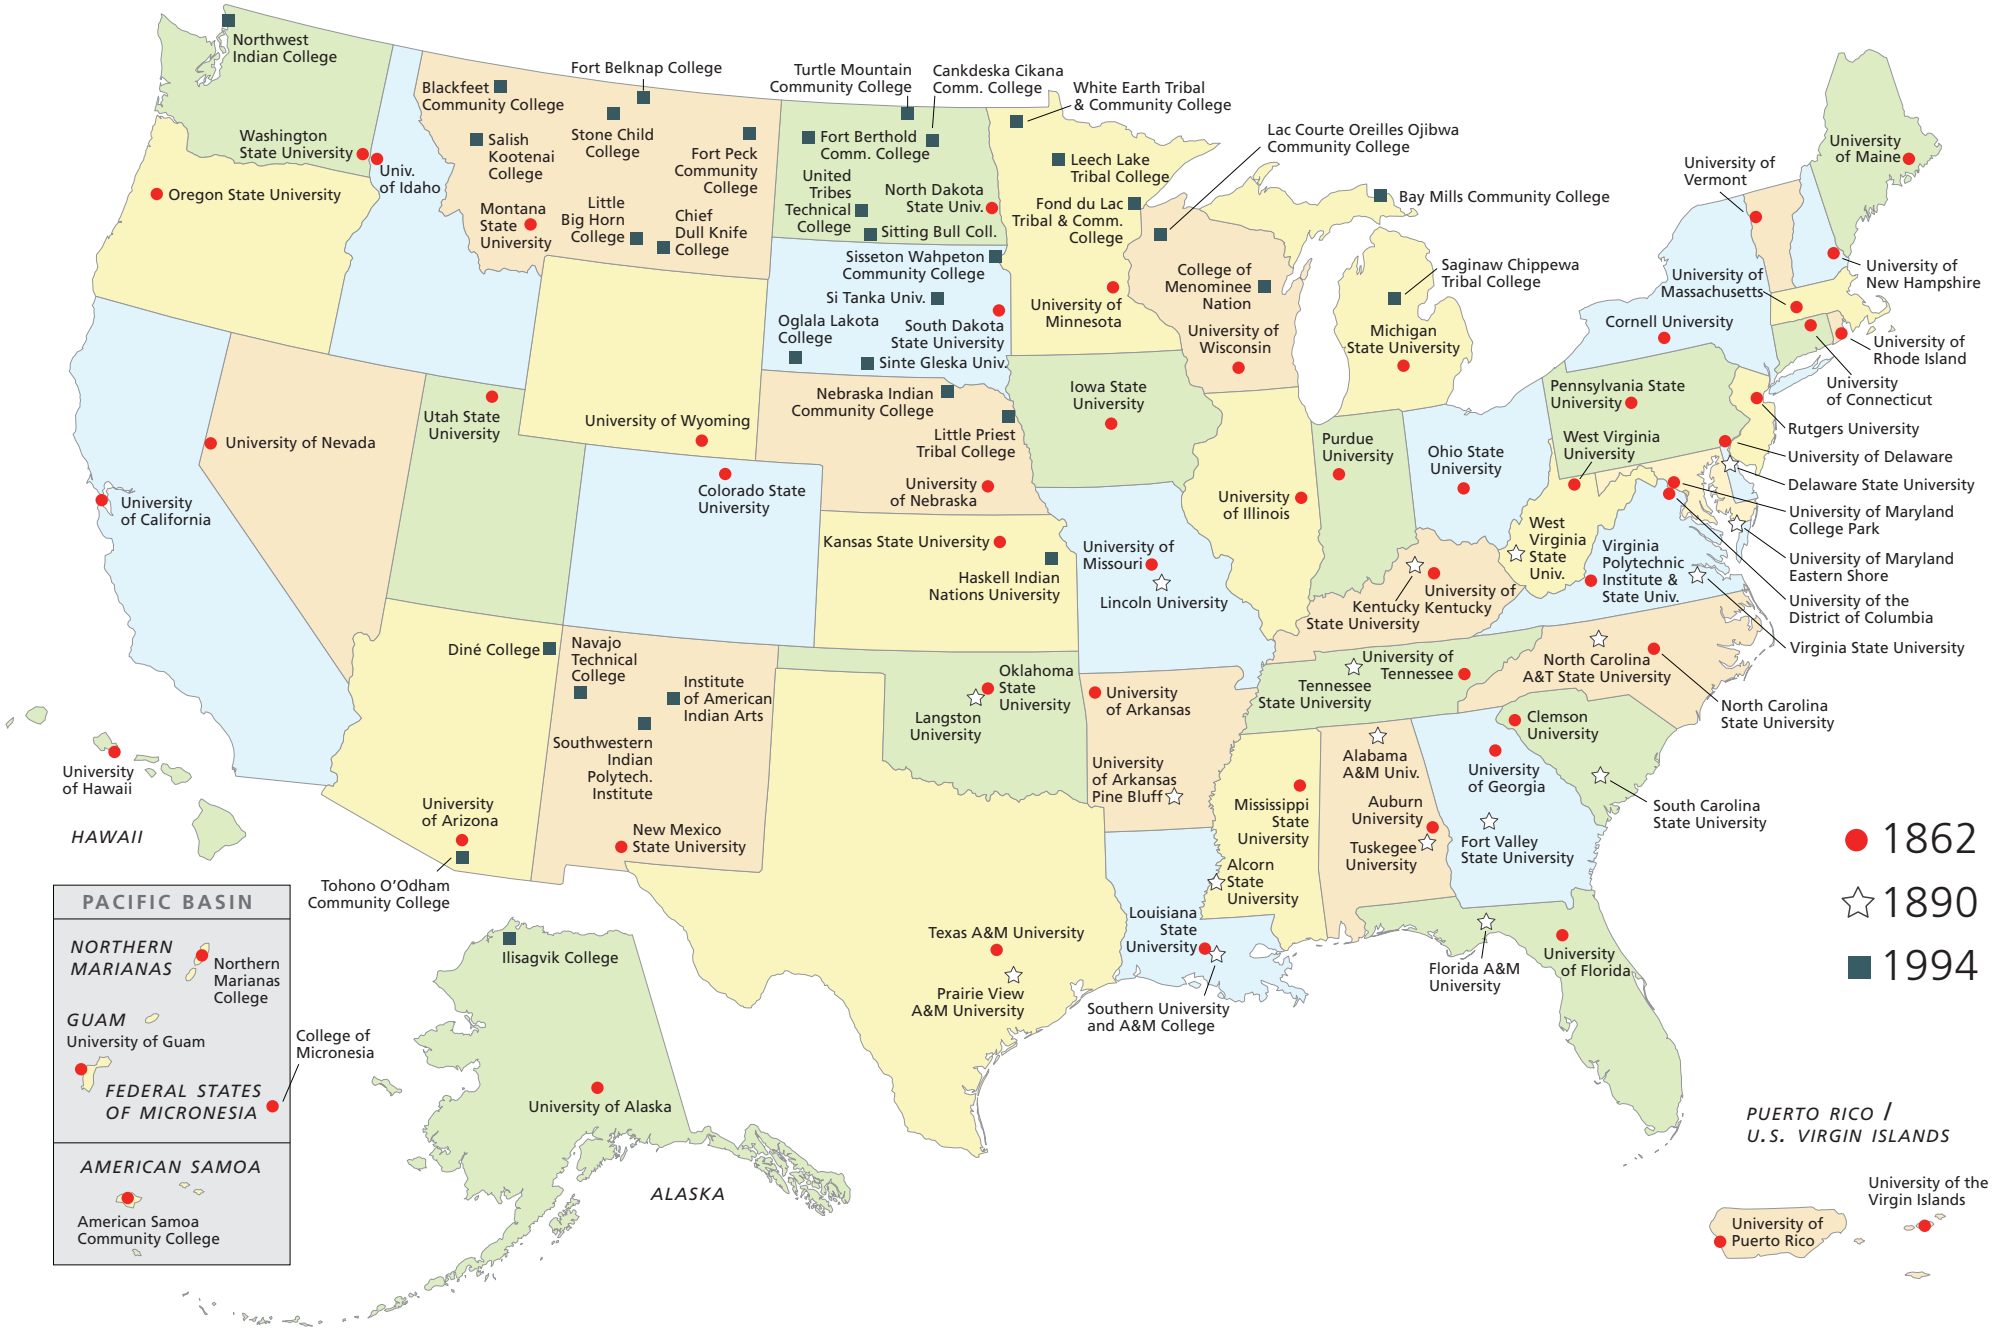 Northwest
Indian College
Washington
State University
Univ.
of Idaho
Oregon State University
Blackfeet
Community College
Fort Belknap College
Salish
Kootenai
College
Stone Child
College
Fort Peck
Community
College
Montana
State
University
Little
Big Horn
College
Chief
Dull Knife
College
Turtle Mountain
Community College
Cankdeska Cikana
Comm. College
Fort Berthold
Comm. College
United
Tribes
Technical
College
North Dakota
State Univ.
Sitting Bull Coll.
Sisseton Wahpeton
Community College
Si Tanka Univ.
Oglala Lakota
College
South Dakota
State University
Sinte Gleska Univ.
White Earth Tribal
& Community College
Leech Lake
Tribal College
Fond du Lac
Tribal & Comm.
College
University of
Minnesota
Lac Courte Oreilles Ojibwa
Community College
College of
Menominee
Nation
University of
Wisconsin
Bay Mills Community College
Saginaw Chippewa
Tribal College
Michigan
State University
University of
Vermont
University
of Maine
University of
New Hampshire
University of
Massachusetts
Cornell University
University of
Rhode Island
University
of Connecticut
Pennsylvania State
University
Rutgers University
West Virginia
University
University of Delaware
Delaware State University
University of Maryland
College Park
University of Maryland
Eastern Shore
University of the
District of Columbia
Virginia State University
University of Nevada
University
of California
Utah State
University
University of Wyoming
Colorado State
University
Nebraska Indian
Community College
Little Priest
Tribal College
University
of Nebraska
Iowa State
University
Kansas State University
Haskell Indian
Nations University
University of
Missouri
Lincoln University
University
of Illinois
Purdue
University
Ohio State
University
West
Virginia
State
Univ.
Virginia
Polytechnic
Institute &
State Univ.
University of
Kentucky
Kentucky
State University
University of
Tennessee
Tennessee
State University
North Carolina
A&T State University
North Carolina
State University
Clemson
University
South Carolina
State University
University
of Georgia
Fort Valley
State University
Alabama
A&M Univ.
Auburn
University
Tuskegee
University
Mississippi
State
University
Alcorn
State
University
University
of Arkansas
University
of Arkansas
Pine Bluff
Louisiana
State
University
Southern University
and A&M College
Florida A&M
University
University
of Florida
Oklahoma
State
University
Langston
University
Texas A&M University
Prairie View
A&M University
Diné College
Navajo
Technical
College
Institute
of American
Indian Arts
Southwestern
Indian
Polytech.
Institute
New Mexico
State University
University
of Arizona
Tohono O’Odham
Community College
University
of Hawaii
HAWAII
PACIFIC BASIN
NORTHERN
MARIANAS
Northern
Marianas
College
GUAM
University of Guam
FEDERAL STATES
OF MICRONESIA
College of
Micronesia
AMERICAN SAMOA
American Samoa
Community College
Ilisagvik College
University of Alaska
ALASKA
1862
1890
1994
PUERTO RICO /
U.S. VIRGIN ISLANDS
University of the
Virgin Islands
University of
Puerto Rico